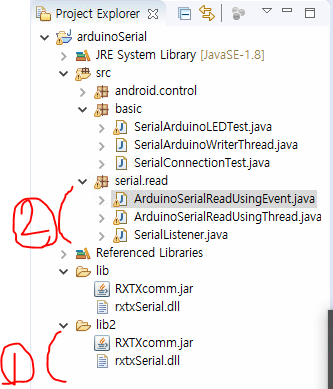 Project Explorer
arduinoSerial
JRE System Library [JavaSE-1.8]
src
android.control
basic
SerialArduinoLEDTest.java
SerialArduinoWriterThread.java
SerialConnectionTest.java
serial.read
ArduinoSerialReadUsingEvent.java
② ArduinoSerialReadUsingThread.java
SerialListener.java
Referenced Libraries
lib
RXTXcomm.jar
rxtxSerial.dll
lib2
① RXTXcomm.jar
rxtxSerial.dll